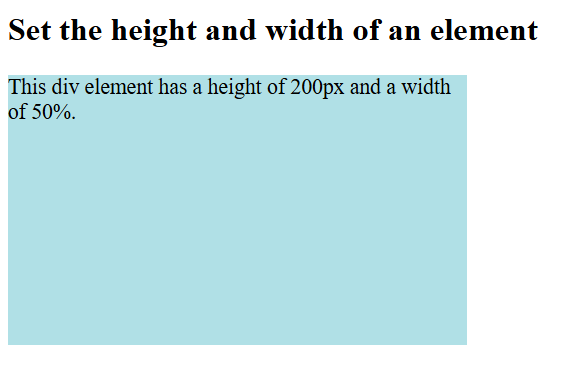 Set the height and width of an element
This div element has a height of 200px and a width
of 50%.